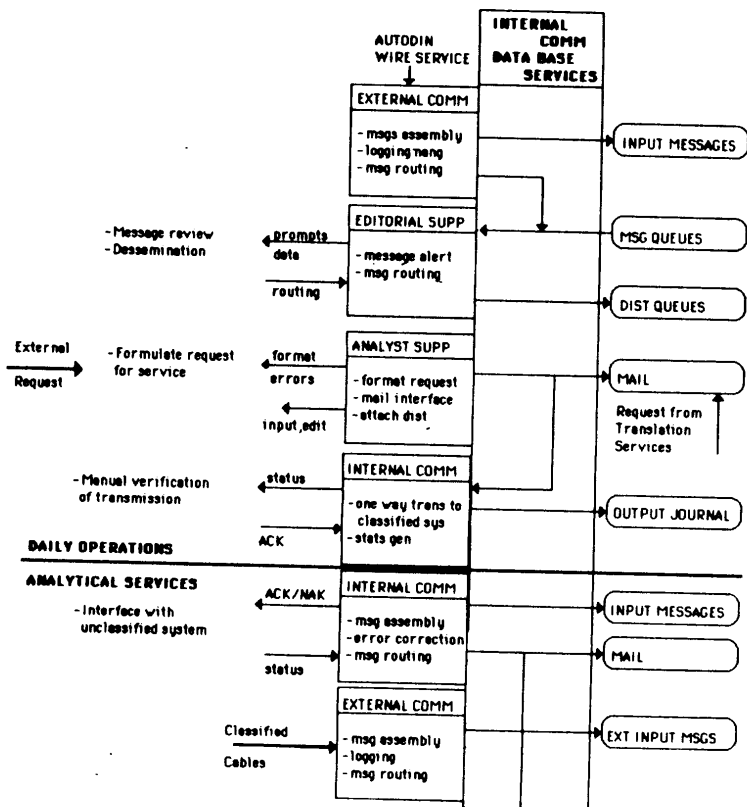 INTERNAL
COMM
DATA BASE
SERVICES
AUTODIN
WIRE SERVICE
EXTERNAL COMM
- msgs assembly
- logging nang
- msg routing
INPUT MESSAGES
EDITORIAL SUPP
- Message review
- Dessemination
prompts
data
- message alert
- msg routing
MSG QUEUES
routing
DIST QUEUES
ANALYST SUPP
External
Request
- Formulate request
for service
format
errors
- format request
- mail interface
- attach dist
MAIL
input,edit
Request from
Translation
Services
INTERNAL COMM
- Manual verification
of transmission
status
- one way trans to
classified sys
- stats gen
OUTPUT JOURNAL
ACK
DAILY OPERATIONS
ANALYTICAL SERVICES
INTERNAL COMM
ACK/NAK
- Interface with
unclassified system
- msg assembly
- error correction
- msg routing
INPUT MESSAGES
MAIL
status
EXTERNAL COMM
Classified
Cables
- msg assembly
- logging
- msg routing
EXT INPUT MSGS